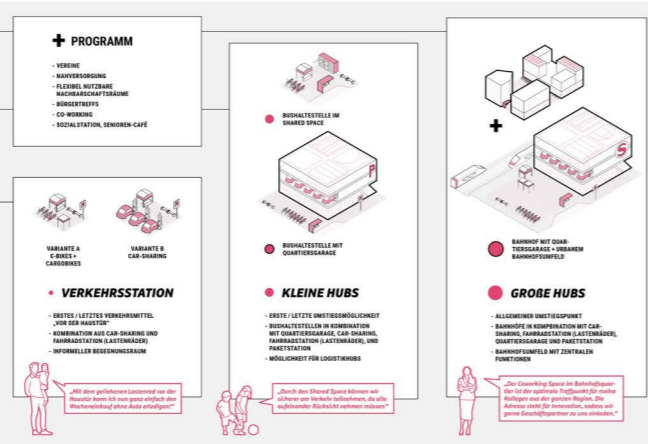 + PROGRAMM
- VEREINE
- NAHVERSORGUNG
- FLEXIBEL NUTZBARE
NACHBARSCHAFTSRÄUME
- BÜRGERTREFFS
- CO-WORKING
- SOZIALSTATION, SENIOREN-CAFÉ
VARIANTE A
E-BIKES +
CARGOBIKES
VARIANTE B
CAR-SHARING
VERKEHRSSTATION
- ERSTES / LETZTES VERKEHRSMITTEL
„VOR DER HAUSTÜR“
- KOMBINATION AUS CAR-SHARING UND
FAHRRADSTATION (LASTENRÄDER)
- INFORMELLER BEGEGNUNGSRAUM
„Mit dem geliehenen Lastenrad vor der
Haustür kann ich nun ganz einfach den
Wocheneinkauf ohne Auto erledigen!“
BUSHALTESTELLE IM
SHARED SPACE
P
BUSHALTESTELLE MIT
QUARTIERSGARAGE
KLEINE HUBS
- ERSTE / LETZTE UMSTIEGSMÖGLICHKEIT
- BUSHALTESTELLEN IN KOMBINATION
MIT QUARTIERSGARAGE, CAR-SHARING,
FAHRRADSTATION (LASTENRÄDER), UND
PAKETSTATION
- MÖGLICHKEIT FÜR LOGISTIKHUBS
„Durch den Shared Space können wir
sicherer am Verkehr teilnehmen, da alle
aufeinander Rücksicht nehmen müssen“
+
S
BAHNHOF MIT QUAR-
TIERSGARAGE + URBANEM
BAHNHOFSUMFELD
GROßE HUBS
- ALLGEMEINER UMSTIEGSPUNKT
- BAHNHÖFE IN KOMPBINATION MIT CAR-
SHARING, FAHRRADSTATION (LASTENRÄDER),
QUARTIERSGARAGE UND PAKETSTATION
- BAHNHOFSUMFELD MIT ZENTRALEN
FUNKTIONEN
„Der Coworking Space im Bahnhofsquar-
tier ist der optimale Treffpunkt für meine
Kollegen aus der ganzen Region. Die
Adresse steht für Innovation, sodass wir
gerne Geschäftspartner zu uns einladen.“